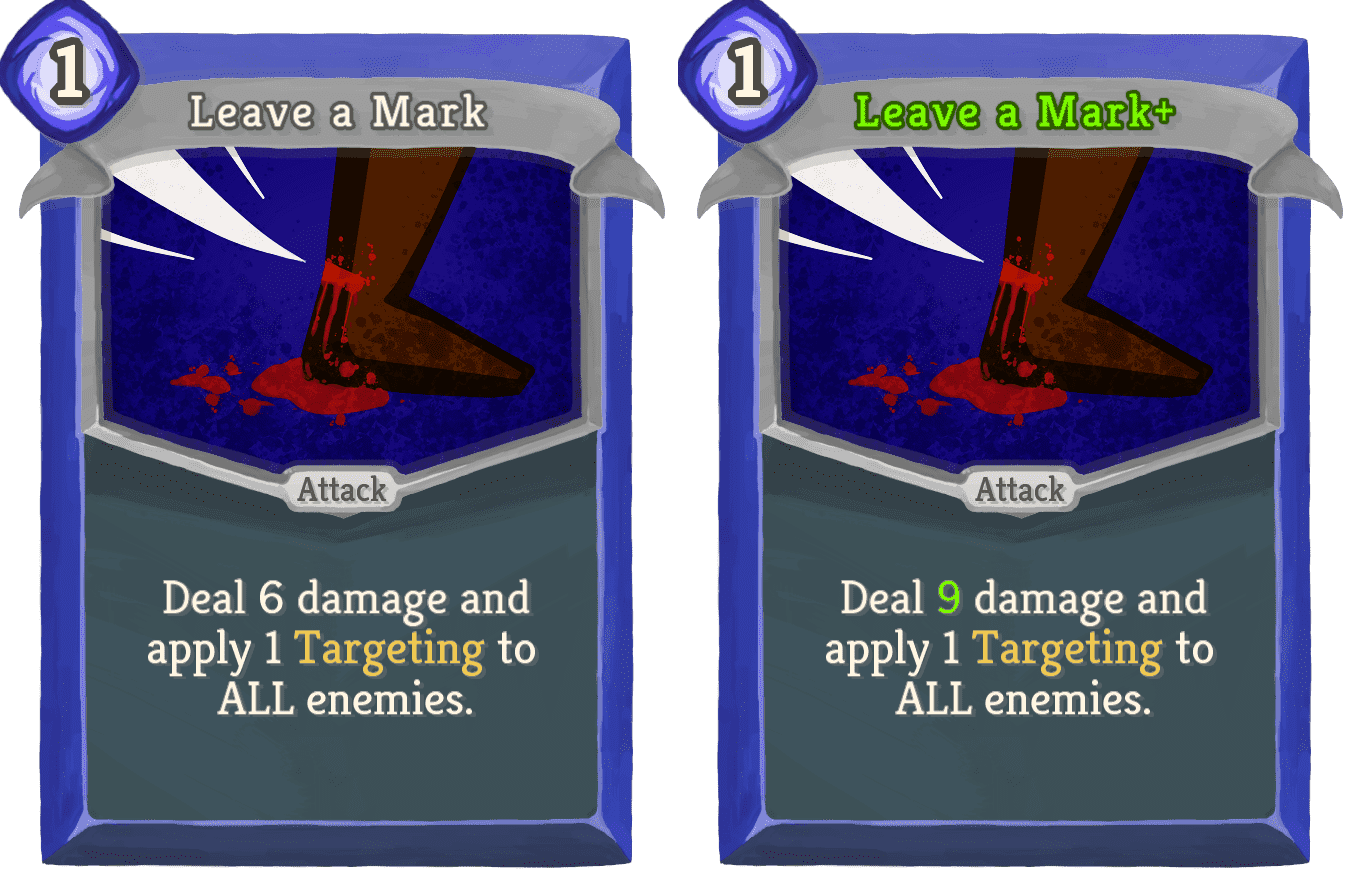 1
Leave a Mark
Attack
Deal 6 damage and
apply 1 Targeting to
ALL enemies.
1
Leave a Mark+
Attack
Deal 9 damage and
apply 1 Targeting to
ALL enemies.